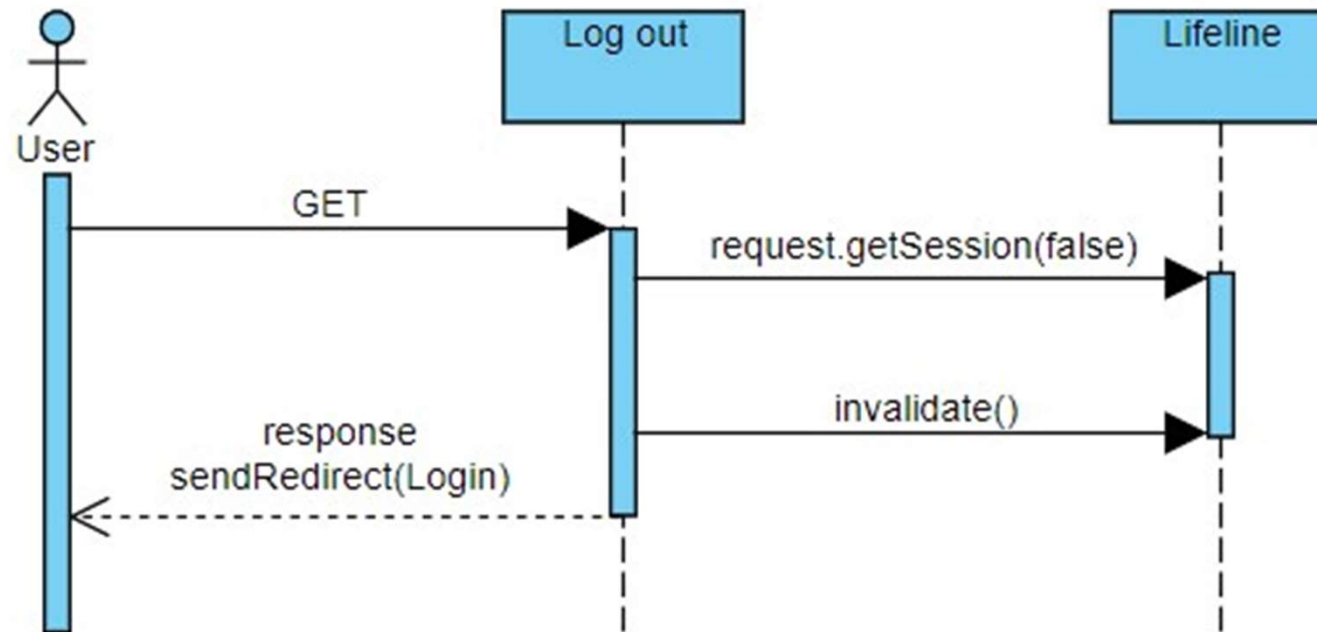 Log out
Lifeline
User
GET
request.getSession(false)
invalidate()
response
sendRedirect(Login)